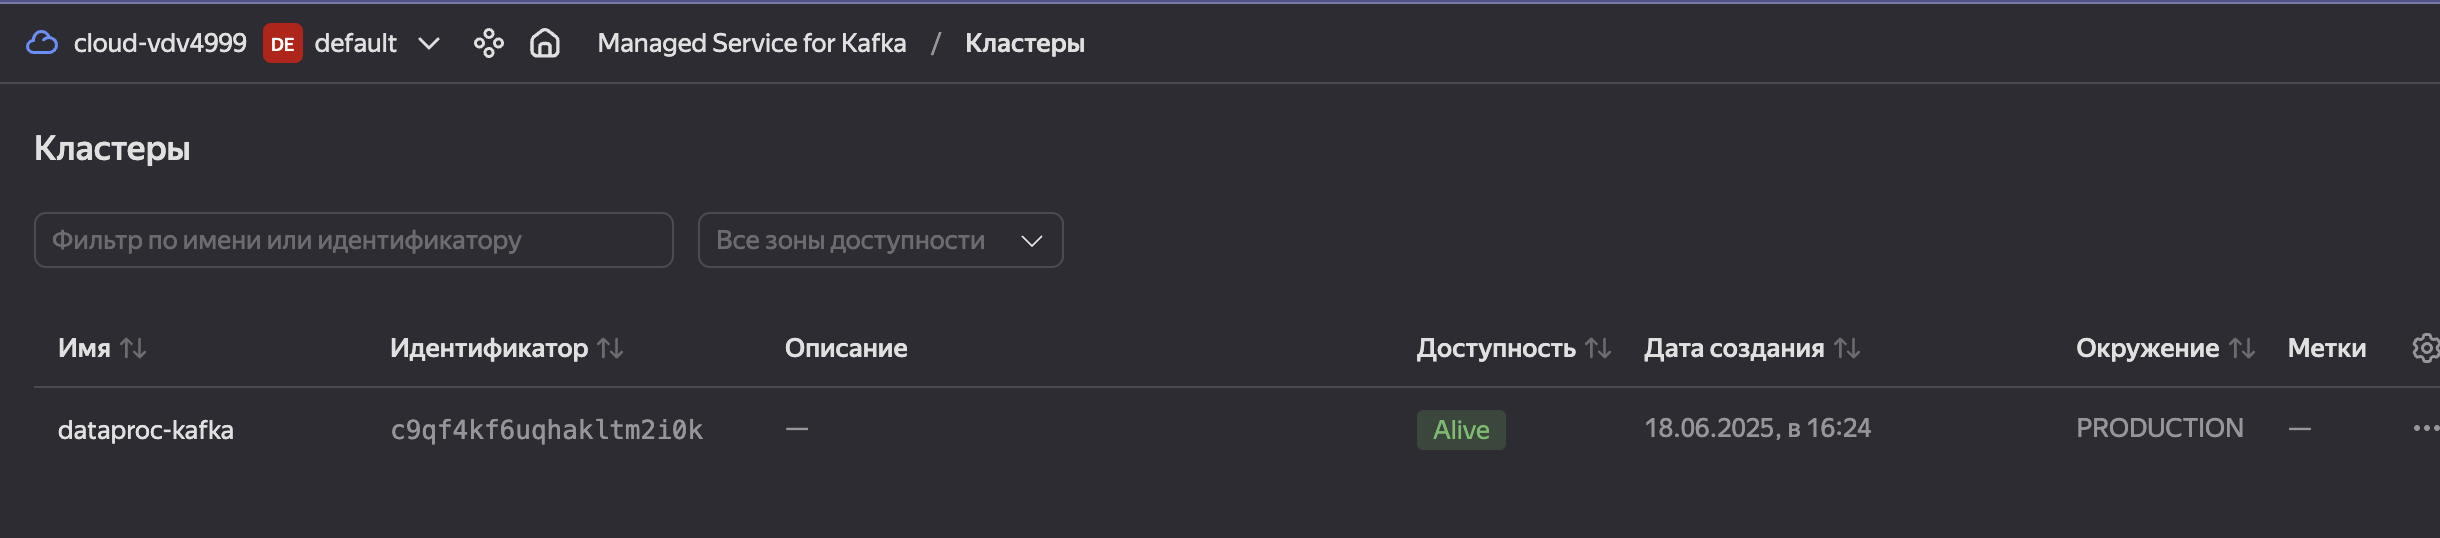 cloud-vdv4999 DE default Managed Service for Kafka / Кластеры
Кластеры
Фильтр по имени или идентификатору Все зоны доступности
Имя Идентификатор Описание Доступность Дата создания Окружение Метки
dataproc-kafka c9qf4kf6uqhakltm2i0k — Alive 18.06.2025, в 16:24 PRODUCTION —